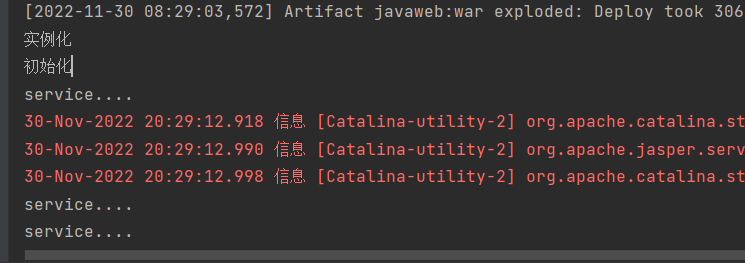 [2022-11-30 08:29:03,572] Artifact javaweb:war exploded: Deploy took 306
实例化
初始化
service....
30-Nov-2022 20:29:12.918 信息 [Catalina-utility-2] org.apache.catalina.st
30-Nov-2022 20:29:12.990 信息 [Catalina-utility-2] org.apache.jasper.serv
30-Nov-2022 20:29:12.998 信息 [Catalina-utility-2] org.apache.catalina.st
service....
service....